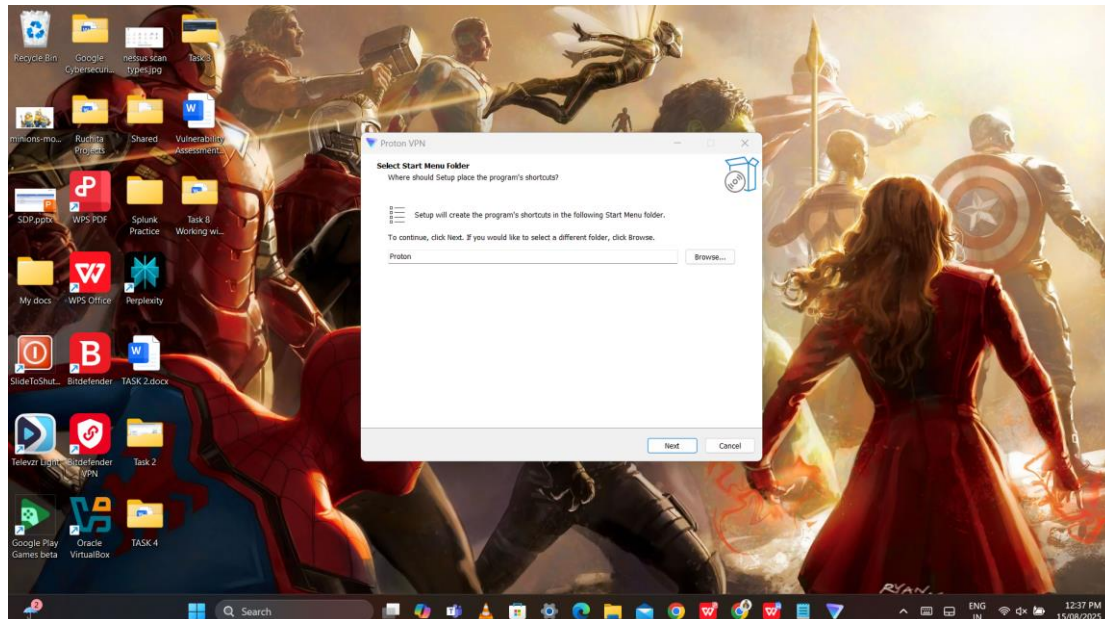 Recycle Bin
Google
Cybersecuri...
nessus scan
types.jpg
Task 3
minions-mo...
Ruchita
Projects
Shared
Vulnerability
Assessment...
SDP.pptx
WPS PDF
Splunk
Practice
Task 8
Working wi...
My docs
WPS Office
Perplexity
SlideToShut...
Bitdefender
TASK 2.docx
Televzr Light
Bitdefender
VPN
Task 2
Google Play
Games beta
Oracle
VirtualBox
TASK 4
Proton VPN
Select Start Menu Folder
Where should Setup place the program's shortcuts?
Setup will create the program's shortcuts in the following Start Menu folder.
To continue, click Next. If you would like to select a different folder, click Browse.
Proton
Browse...
Next
Cancel
RYAN
2
Search
ENG
IN
12:37 PM
15/08/2025